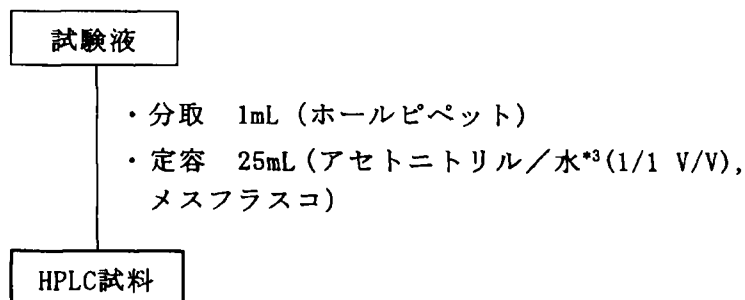 試験液
・分取 1mL (ホールピペット)
・定容 25mL (アセトニトリル/水*3(1/1 V/V),
メスフラスコ)
HPLC試料